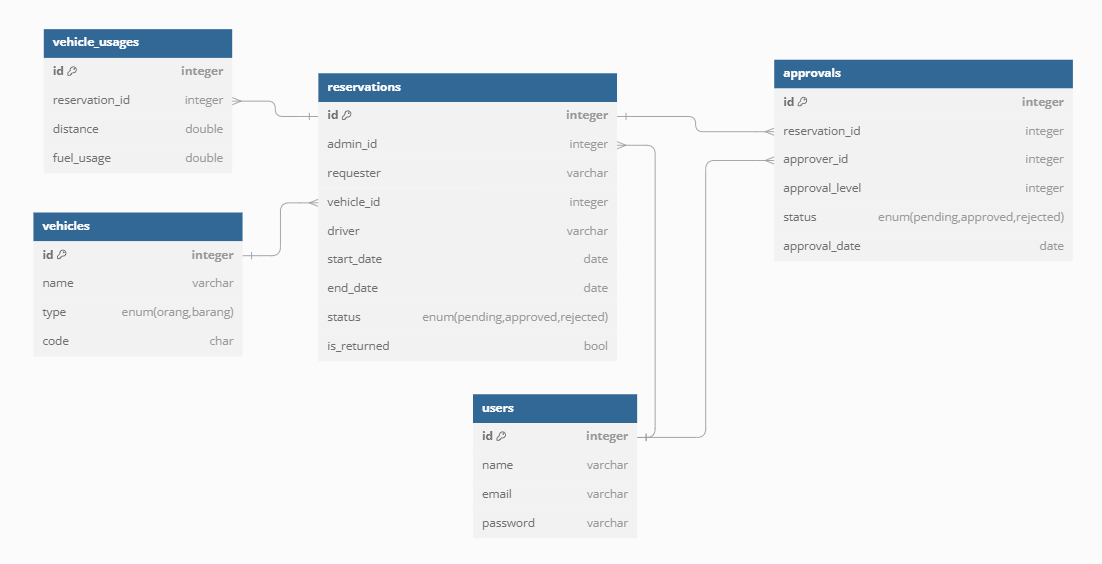 vehicle_usages
id integer
reservation_id integer
distance double
fuel_usage double
vehicles
id integer
name varchar
type enum(orang,barang)
code char
reservations
id integer
admin_id integer
requester varchar
vehicle_id integer
driver varchar
start_date date
end_date date
status enum(pending,approved,rejected)
is_returned bool
users
id integer
name varchar
email varchar
password varchar
approvals
id integer
reservation_id integer
approver_id integer
approval_level integer
status enum(pending,approved,rejected)
approval_date date